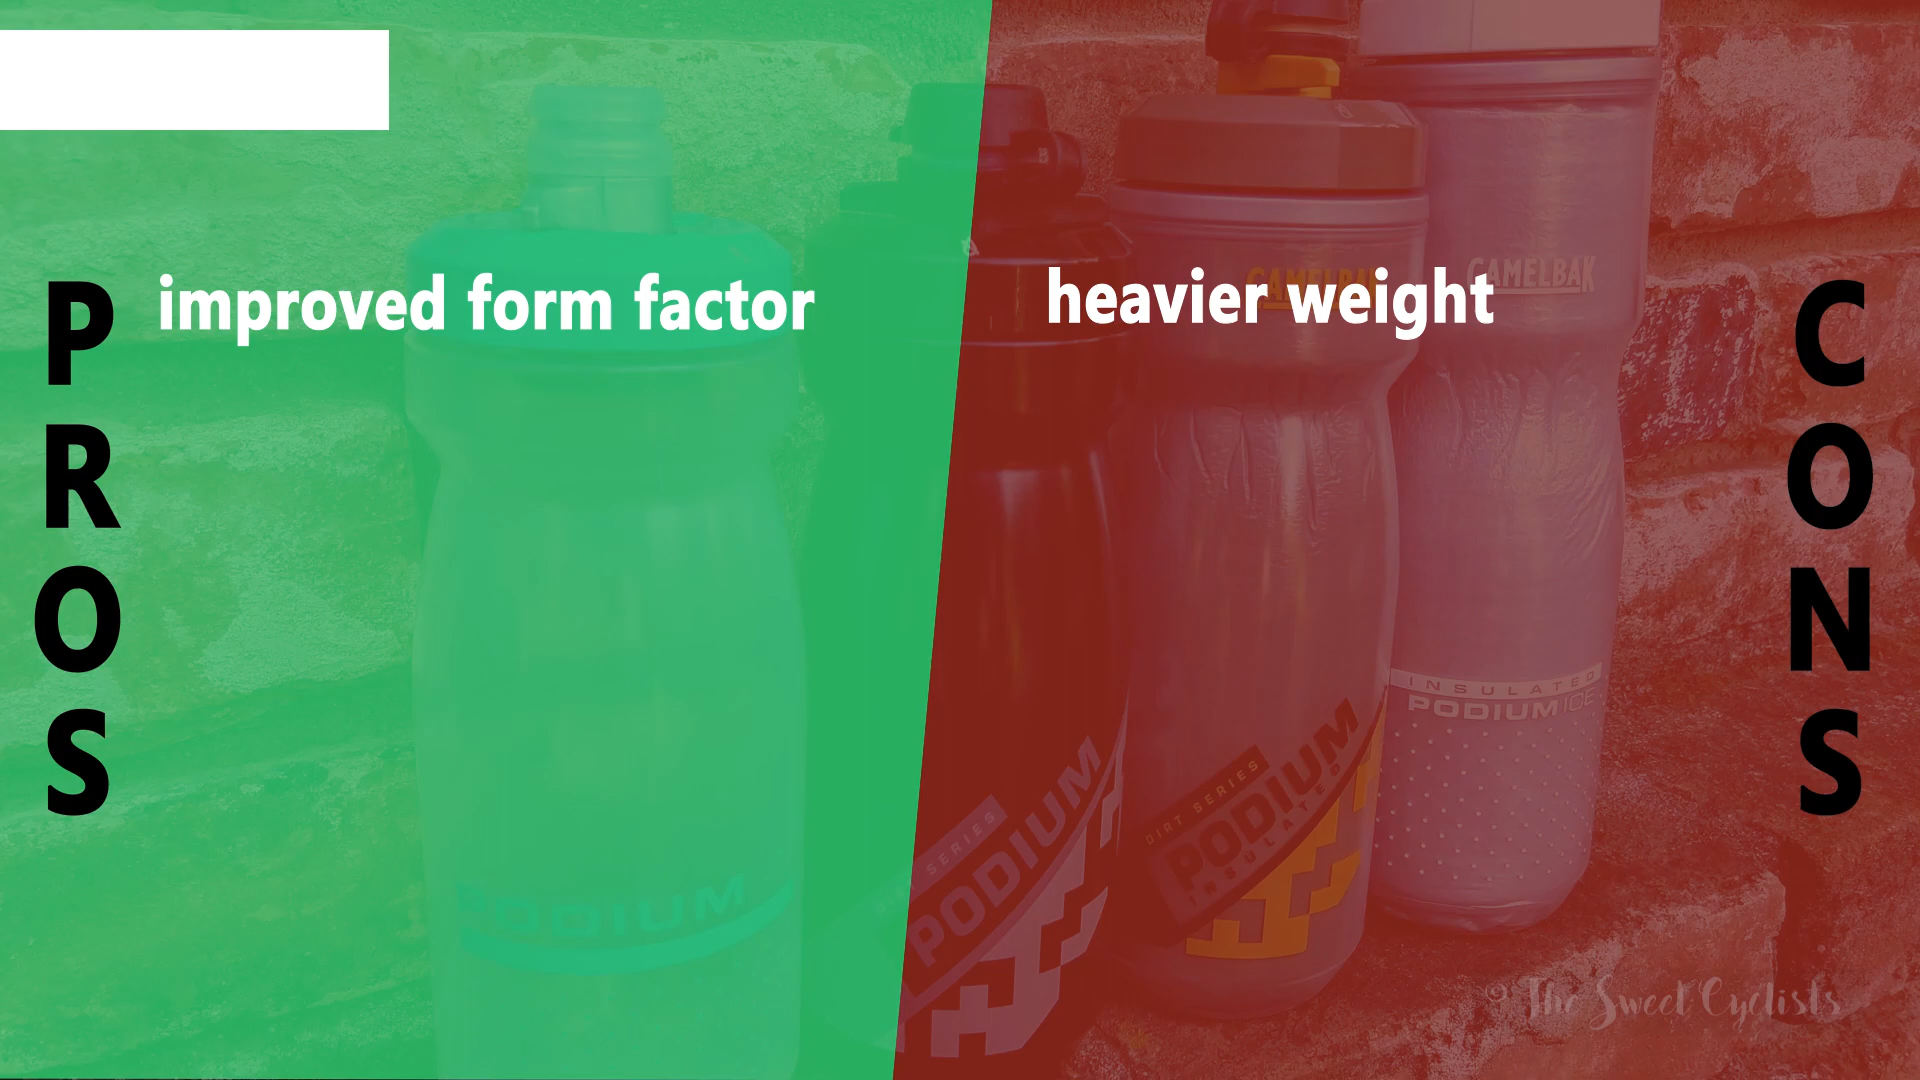 PROS
improved form factor
heavier weight
CONS
CAMELBAK
CAMELBAK
PODIUM
SERIES
PODIUM
DIRT SERIES
PODIUM
INSULATED
INSULATED
PODIUM ICE
© The Sweet Cyclists